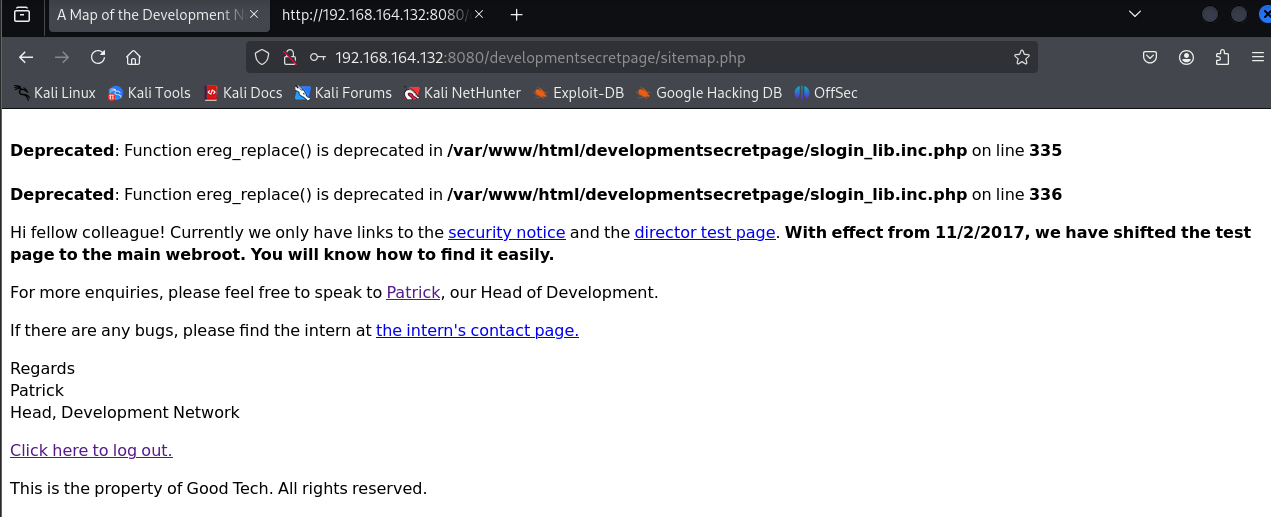 A Map of the Development N
http://192.168.164.132:8080/
192.168.164.132:8080/developmentsecretpage/sitemap.php
Kali Linux Kali Tools Kali Docs Kali Forums Kali NetHunter Exploit-DB Google Hacking DB OffSec
Deprecated: Function ereg_replace() is deprecated in /var/www/html/developmentsecretpage/slogin_lib.inc.php on line 335
Deprecated: Function ereg_replace() is deprecated in /var/www/html/developmentsecretpage/slogin_lib.inc.php on line 336
Hi fellow colleague! Currently we only have links to the security notice and the director test page. With effect from 11/2/2017, we have shifted the test
page to the main webroot. You will know how to find it easily.
For more enquiries, please feel free to speak to Patrick, our Head of Development.
If there are any bugs, please find the intern at the intern's contact page.
Regards
Patrick
Head, Development Network
Click here to log out.
This is the property of Good Tech. All rights reserved.